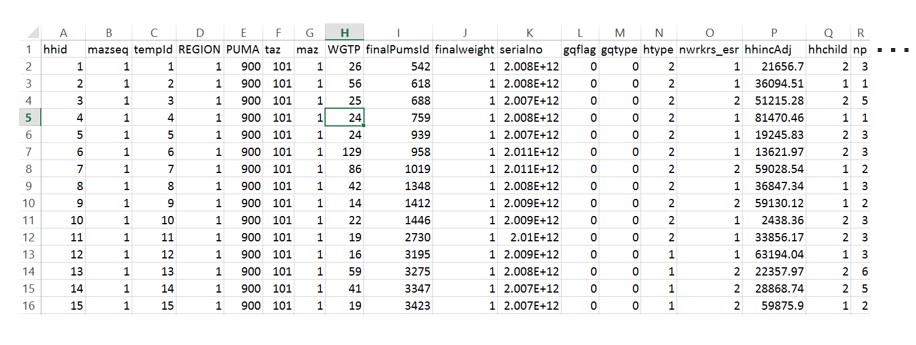 A B C D E F G H I J K L M N O P Q R
1 hhid mazseq tempId REGION PUMA taz maz WGTP finalPumsId finalweight serialno gqflag gqtype htype nwrkrs_esr hhincAdj hhchild np ....
2 1 1 1 1 900 101 1 26 542 1 2.008E+12 0 0 2 1 21656.7 2 3
3 2 1 2 1 900 101 1 56 618 1 2.008E+12 0 0 2 1 36094.51 1 1
4 3 1 3 1 900 101 1 25 688 1 2.007E+12 0 0 2 2 51215.28 2 5
5 4 1 4 1 900 101 1 24 759 1 2.008E+12 0 0 2 1 81470.46 1 1
6 5 1 5 1 900 101 1 24 939 1 2.007E+12 0 0 2 1 19245.83 2 3
7 6 1 6 1 900 101 1 129 958 1 2.011E+12 0 0 2 1 13621.97 2 3
8 7 1 7 1 900 101 1 86 1019 1 2.011E+12 0 0 2 2 59028.54 1 2
9 8 1 8 1 900 101 1 42 1348 1 2.008E+12 0 0 2 1 36847.34 1 3
10 9 1 9 1 900 101 1 14 1412 1 2.009E+12 0 0 2 2 59130.12 1 2
11 10 1 10 1 900 101 1 22 1446 1 2.009E+12 0 0 2 1 2438.36 2 3
12 11 1 11 1 900 101 1 19 2730 1 2.01E+12 0 0 2 1 33856.17 2 3
13 12 1 12 1 900 101 1 16 3195 1 2.009E+12 0 0 1 1 63194.04 1 3
14 13 1 13 1 900 101 1 59 3275 1 2.008E+12 0 0 1 2 22357.97 2 6
15 14 1 14 1 900 101 1 41 3347 1 2.007E+12 0 0 1 2 28868.74 2 5
16 15 1 15 1 900 101 1 19 3423 1 2.007E+12 0 0 1 2 59875.9 1 2